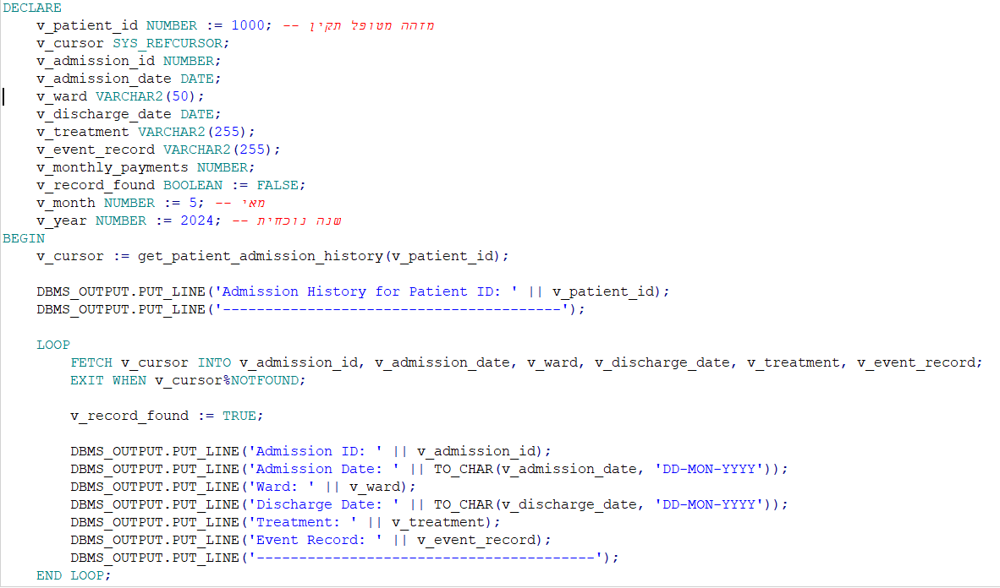 DECLARE
    v_patient_id NUMBER := 1000; -- מזהה מטופל תקין
    v_cursor SYS_REFCURSOR;
    v_admission_id NUMBER;
    v_admission_date DATE;
    v_ward VARCHAR2(50);
    v_discharge_date DATE;
    v_treatment VARCHAR2(255);
    v_event_record VARCHAR2(255);
    v_monthly_payments NUMBER;
    v_record_found BOOLEAN := FALSE;
    v_month NUMBER := 5; -- מאי
    v_year NUMBER := 2024; -- שנה נוכחית
BEGIN
    v_cursor := get_patient_admission_history(v_patient_id);
    DBMS_OUTPUT.PUT_LINE('Admission History for Patient ID: ' || v_patient_id);
    DBMS_OUTPUT.PUT_LINE('----------------------------------------');
    LOOP
        FETCH v_cursor INTO v_admission_id, v_admission_date, v_ward, v_discharge_date, v_treatment, v_event_record;
        EXIT WHEN v_cursor%NOTFOUND;
        v_record_found := TRUE;
        DBMS_OUTPUT.PUT_LINE('Admission ID: ' || v_admission_id);
        DBMS_OUTPUT.PUT_LINE('Admission Date: ' || TO_CHAR(v_admission_date, 'DD-MON-YYYY'));
        DBMS_OUTPUT.PUT_LINE('Ward: ' || v_ward);
        DBMS_OUTPUT.PUT_LINE('Discharge Date: ' || TO_CHAR(v_discharge_date, 'DD-MON-YYYY'));
        DBMS_OUTPUT.PUT_LINE('Treatment: ' || v_treatment);
        DBMS_OUTPUT.PUT_LINE('Event Record: ' || v_event_record);
        DBMS_OUTPUT.PUT_LINE('----------------------------------------');
    END LOOP;